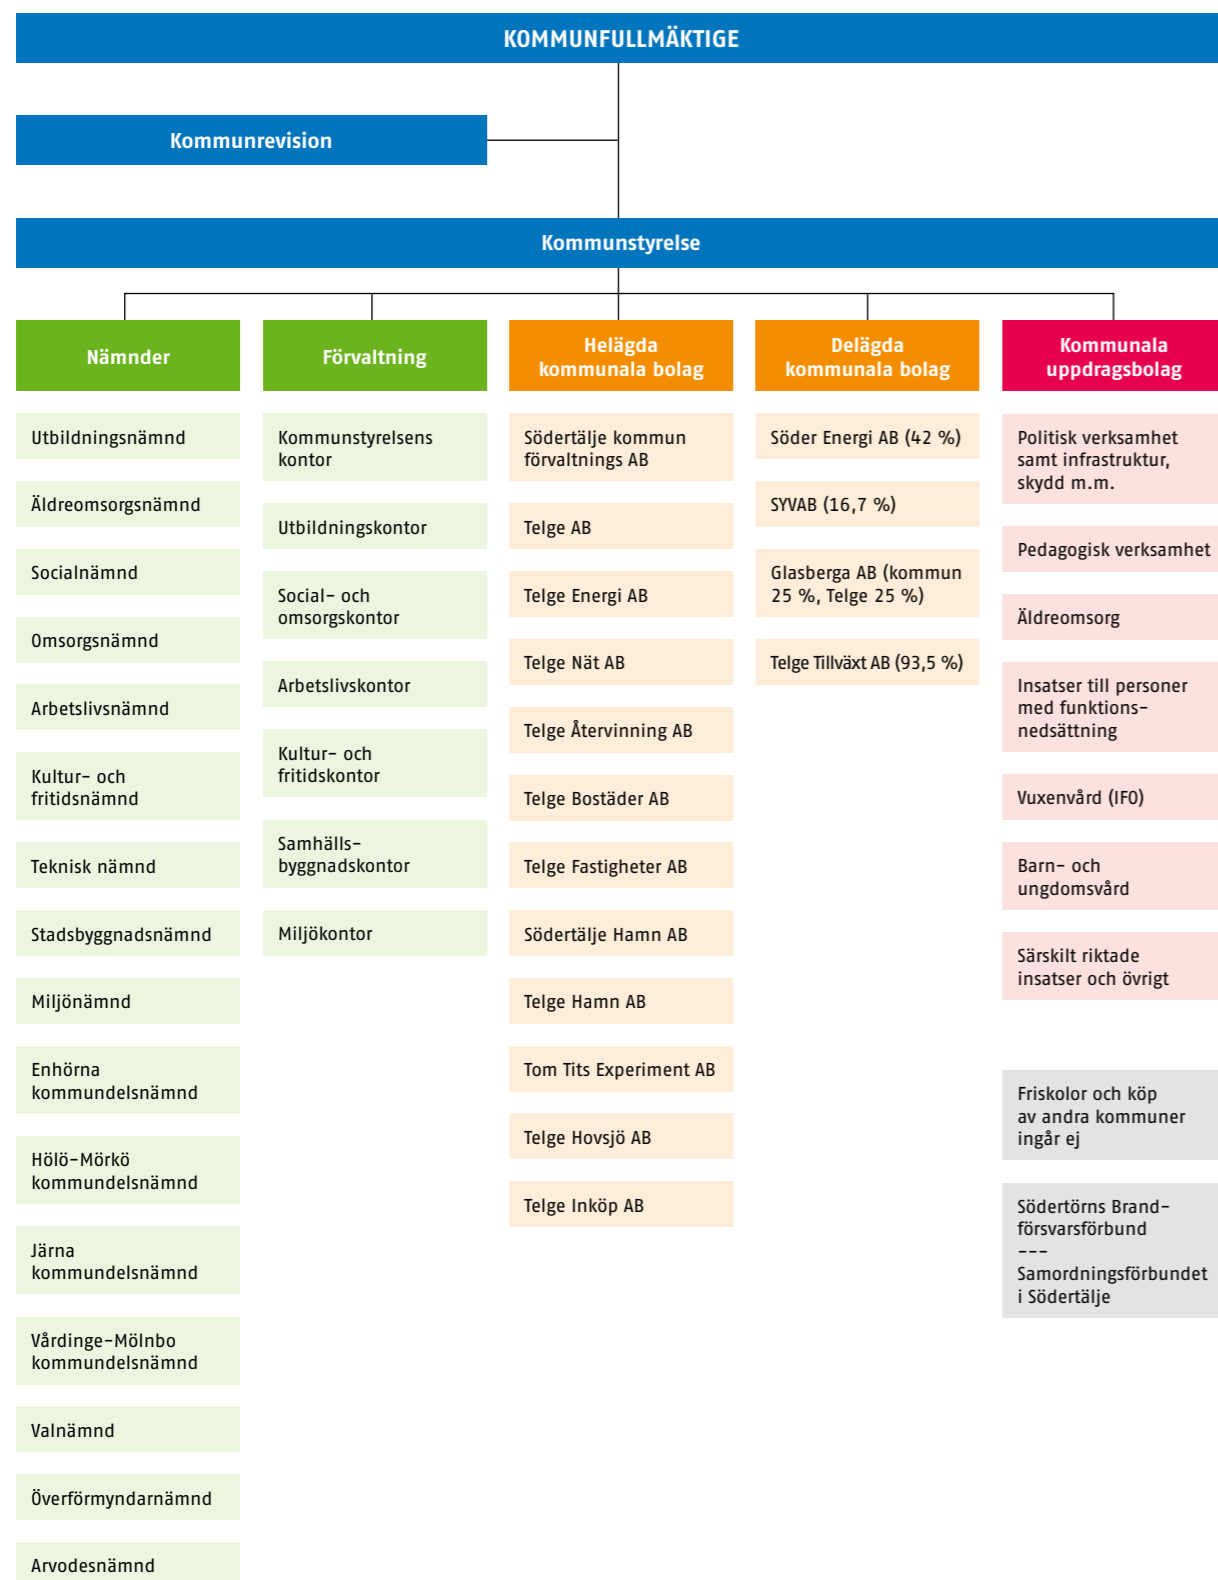 KOMMUNFULLMÄKTIGE
Kommunrevision
Kommunstyrelse
Nämnder
Utbildningsnämnd
Äldreomsorgsnämnd
Socialnämnd
Omsorgsnämnd
Arbetslivsnämnd
Kultur- och
fritidsnämnd
Teknisk nämnd
Stadsbyggnadsnämnd
Miljönämnd
Enhörna
kommundelsnämnd
Hölö-Mörkö
kommundelsnämnd
Järna
kommundelsnämnd
Vårdinge-Mölnbo
kommundelsnämnd
Valnämnd
Överförmyndarnämnd
Arvodesnämnd
Förvaltning
Kommunstyrelsens
kontor
Utbildningskontor
Social- och
omsorgskontor
Arbetslivskontor
Kultur- och
fritidskontor
Samhälls-
byggnadskontor
Miljökontor
Helägda
kommunala bolag
Södertälje kommun
förvaltnings AB
Telge AB
Telge Energi AB
Telge Nät AB
Telge Återvinning AB
Telge Bostäder AB
Telge Fastigheter AB
Södertälje Hamn AB
Telge Hamn AB
Tom Tits Experiment AB
Telge Hovsjö AB
Telge Inköp AB
Delägda
kommunala bolag
Söder Energi AB (42 %)
SYVAB (16,7 %)
Glasberga AB (kommun
25 %, Telge 25 %)
Telge Tillväxt AB (93,5 %)
Kommunala
uppdragsbolag
Politisk verksamhet
samt infrastruktur,
skydd m.m.
Pedagogisk verksamhet
Äldreomsorg
Insatser till personer
med funktions-
nedsättning
Vuxenvård (IFO)
Barn- och
ungdomsvård
Särskilt riktade
insatser och övrigt
Friskolor och köp
av andra kommuner
ingår ej
Södertörns Brand-
försvarsförbund
---
Samordningsförbundet
i Södertälje